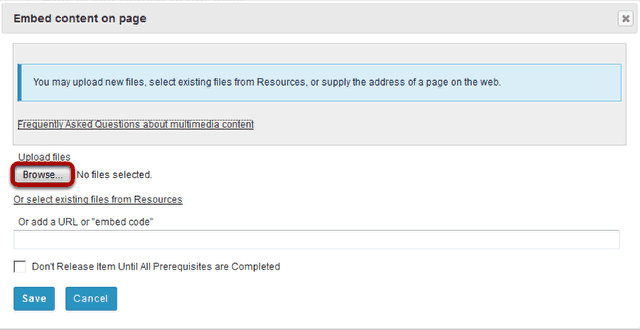 Embed content on page
You may upload new files, select existing files from Resources, or supply the address of a page on the web.
Frequently Asked Questions about multimedia content
Upload files
Browse... No files selected.
Or select existing files from Resources
Or add a URL or "embed code"
Don't Release Item Until All Prerequisites are Completed
Save Cancel